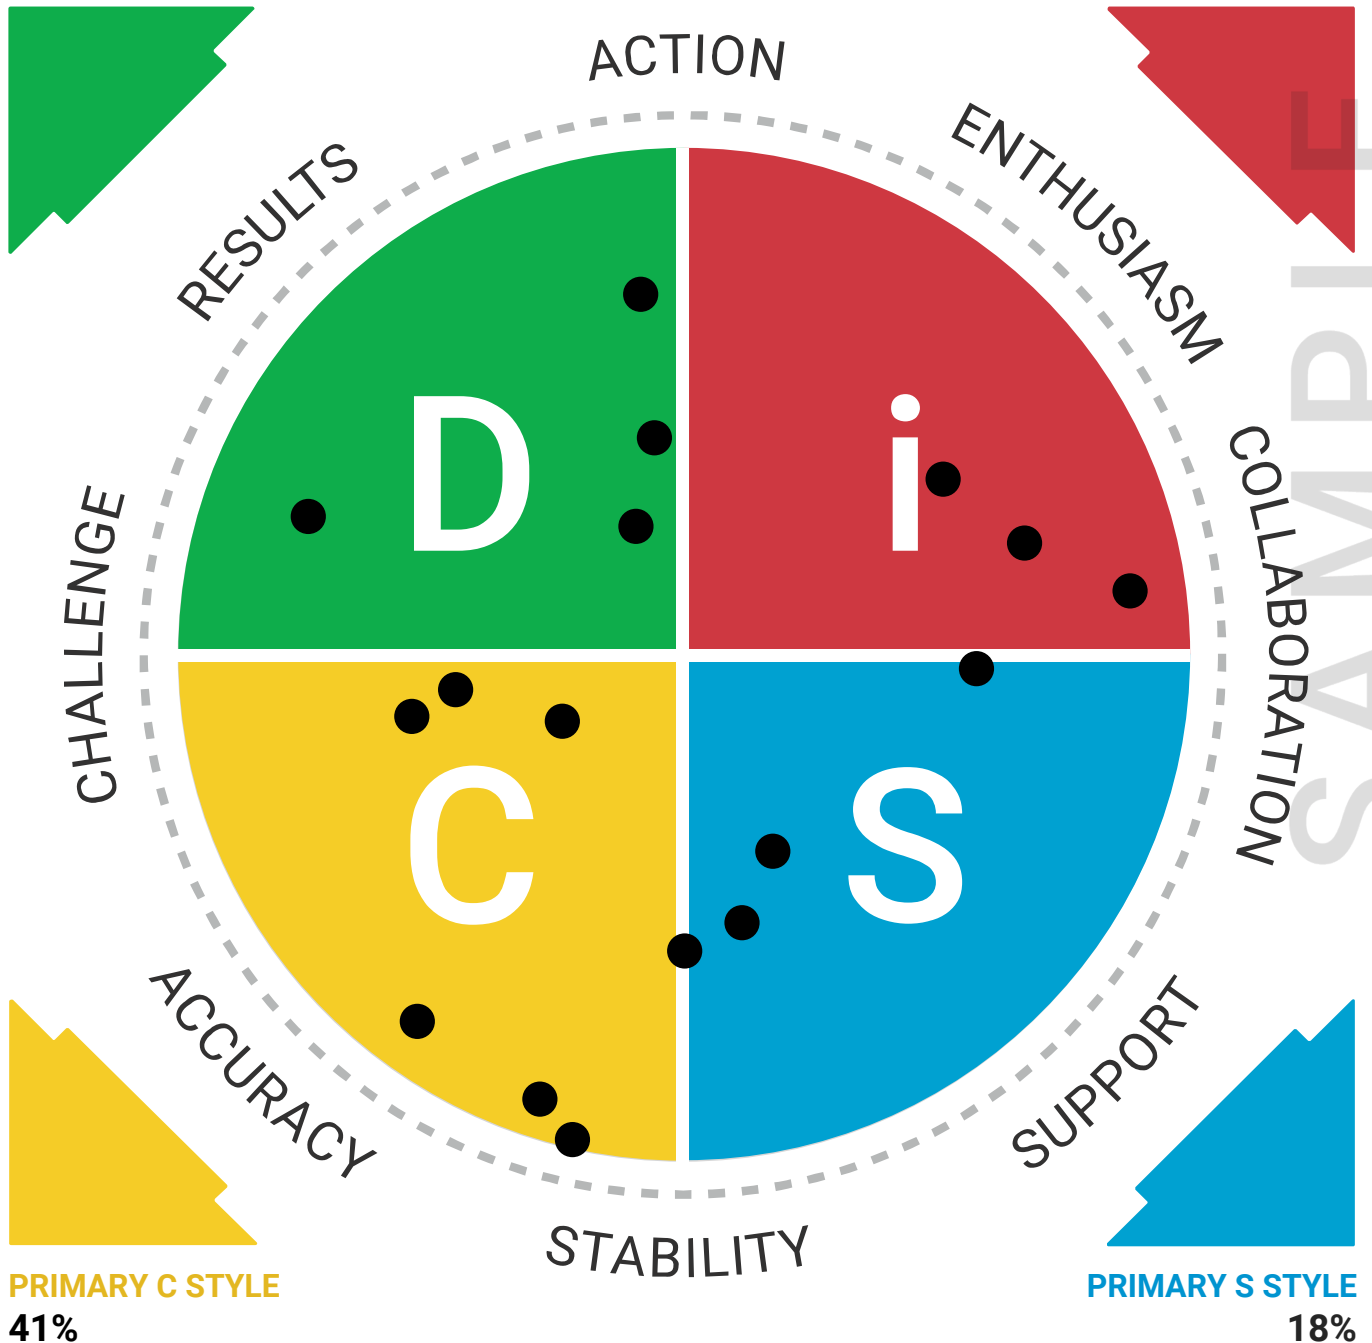 ACTION
ENTHUSIASM
RESULTS
D
i
COLLABORATION
CHALLENGE
C
S
ACCURACY
SUPPORT
STABILITY
PRIMARY C STYLE
41%
PRIMARY S STYLE
18%
SAMPLE